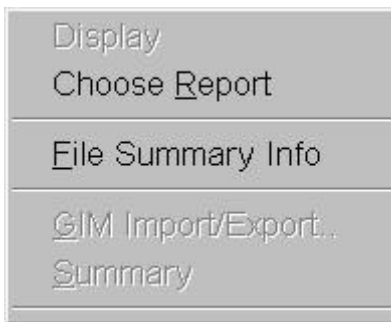 Display
Choose Report
File Summary Info
GIM Import/Export..
Summary